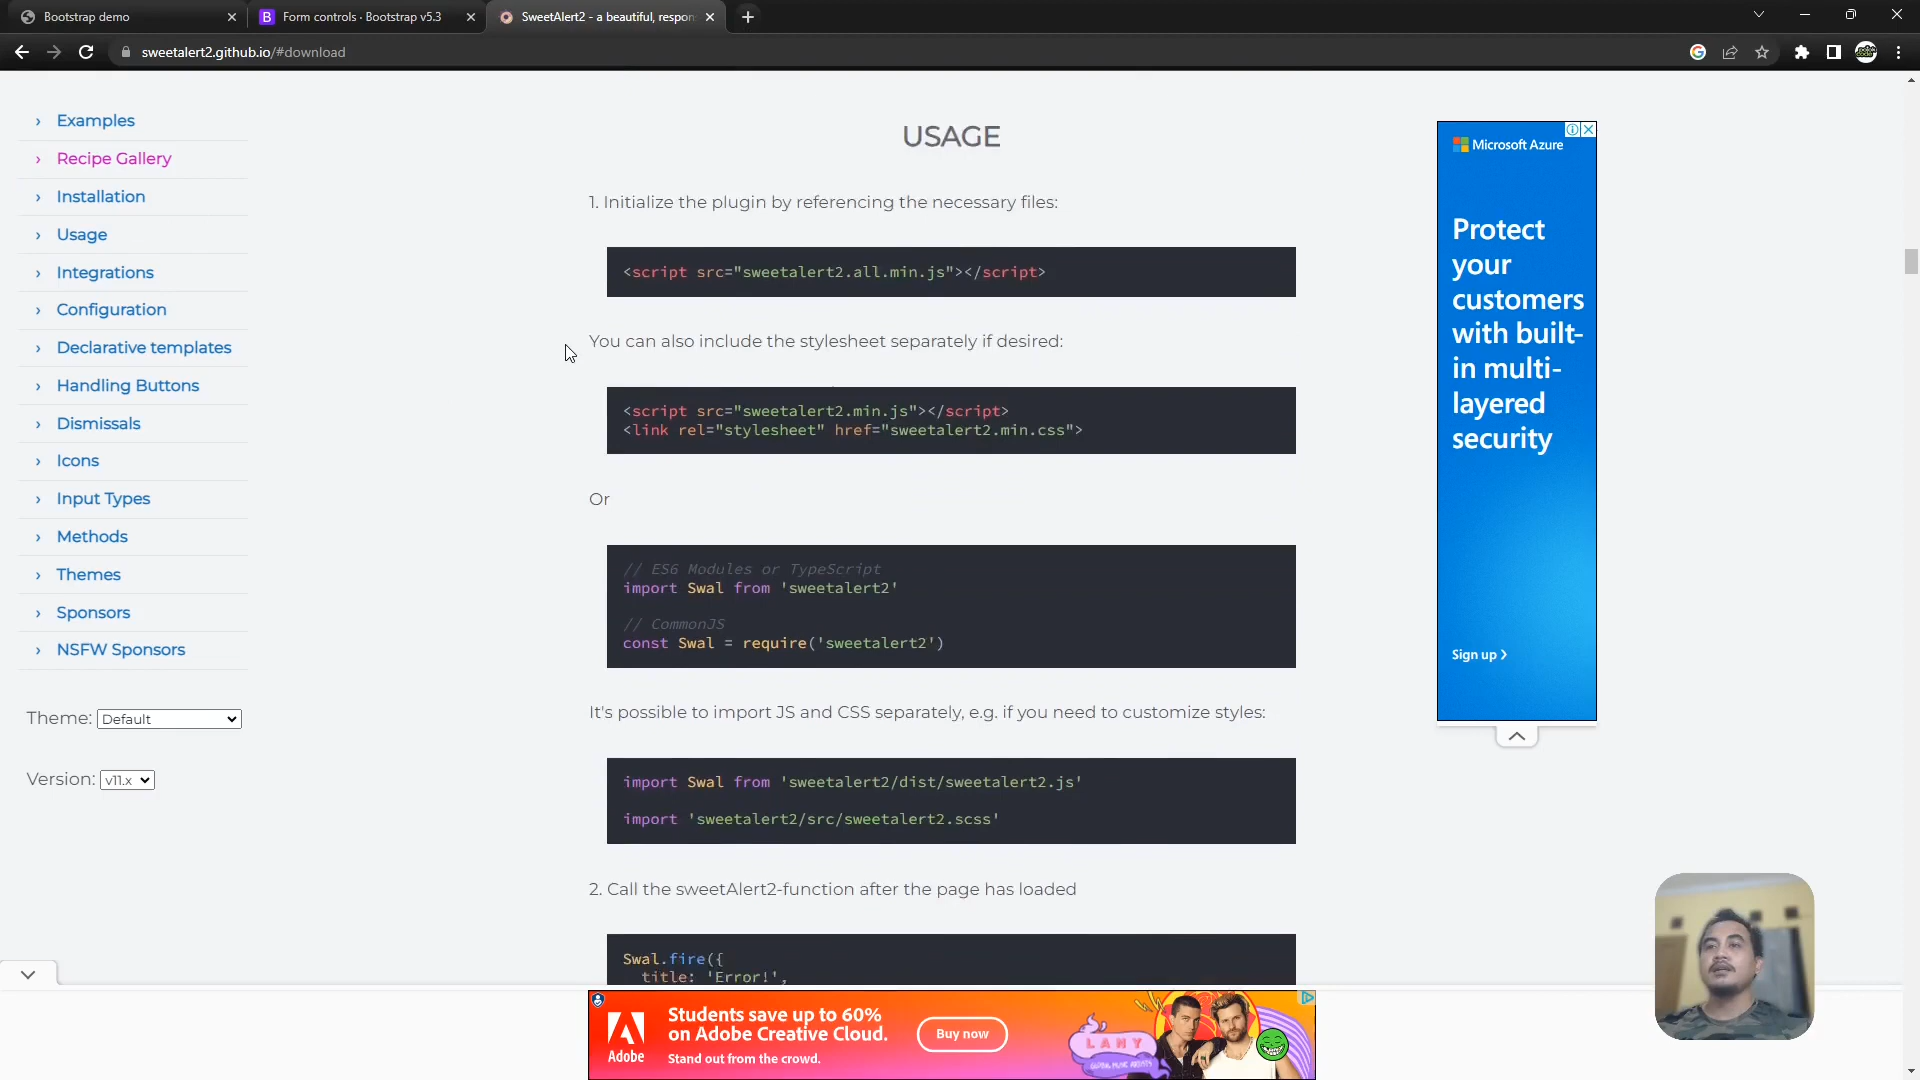 Bootstrap demo
Form controls · Bootstrap v5.3
SweetAlert2 - a beautiful, respon
sweetalert2.github.io/#download
Examples
Recipe Gallery
Installation
Usage
Integrations
Configuration
Declarative templates
Handling Buttons
Dismissals
Icons
Input Types
Methods
Themes
Sponsors
NSFW Sponsors
Theme: Default
Version: v11.x
USAGE
1. Initialize the plugin by referencing the necessary files:
<script src="sweetalert2.all.min.js"></script>
You can also include the stylesheet separately if desired:
<script src="sweetalert2.min.js"></script>
<link rel="stylesheet" href="sweetalert2.min.css">
Or
// ES6 Modules or TypeScript
import Swal from 'sweetalert2'
// CommonJS
const Swal = require('sweetalert2')
It's possible to import JS and CSS separately, e.g. if you need to customize styles:
import Swal from 'sweetalert2/dist/sweetalert2.js'
import 'sweetalert2/src/sweetalert2.scss'
2. Call the sweetAlert2-function after the page has loaded
Swal.fire({
title: 'Error!',
Microsoft Azure
Protect
your
customers
with built-
in multi-
layered
security
Sign up
Adobe
Students save up to 60%
on Adobe Creative Cloud.
Stand out from the crowd.
Buy now
LANY